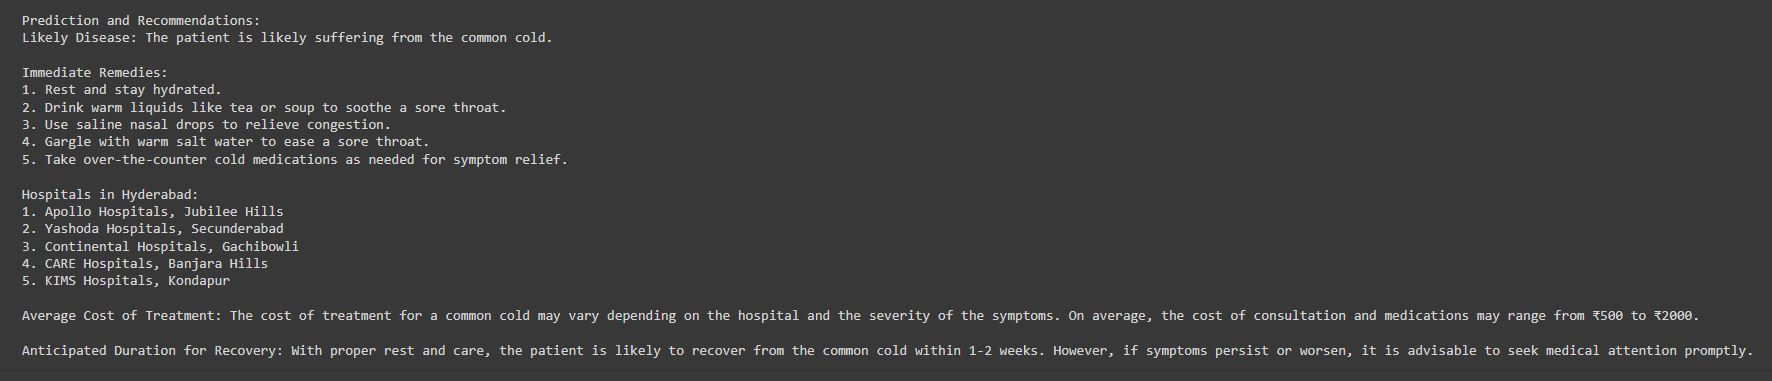 Prediction and Recommendations:
Likely Disease: The patient is likely suffering from the common cold.
Immediate Remedies:
1. Rest and stay hydrated.
2. Drink warm liquids like tea or soup to soothe a sore throat.
3. Use saline nasal drops to relieve congestion.
4. Gargle with warm salt water to ease a sore throat.
5. Take over-the-counter cold medications as needed for symptom relief.
Hospitals in Hyderabad:
1. Apollo Hospitals, Jubilee Hills
2. Yashoda Hospitals, Secunderabad
3. Continental Hospitals, Gachibowli
4. CARE Hospitals, Banjara Hills
5. KIMS Hospitals, Kondapur
Average Cost of Treatment: The cost of treatment for a common cold may vary depending on the hospital and the severity of the symptoms. On average, the cost of consultation and medications may range from ₹500 to ₹2000.
Anticipated Duration for Recovery: With proper rest and care, the patient is likely to recover from the common cold within 1-2 weeks. However, if symptoms persist or worsen, it is advisable to seek medical attention promptly.